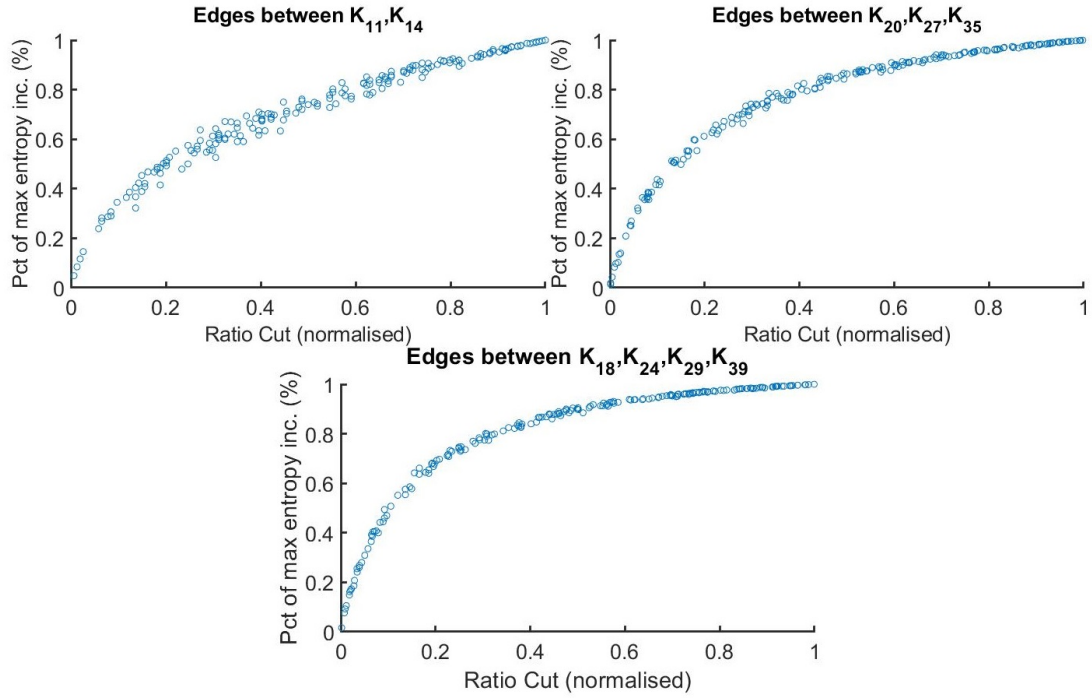 Edges between K11,K14
Pct of max entropy inc. (%)
1
0.8
0.6
0.4
0.2
0
0 0.2 0.4 0.6 0.8 1
Ratio Cut (normalised)
Edges between K20,K27,K35
Pct of max entropy inc. (%)
1
0.8
0.6
0.4
0.2
0
0 0.2 0.4 0.6 0.8 1
Ratio Cut (normalised)
Edges between K18,K24,K29,K39
Pct of max entropy inc. (%)
1
0.8
0.6
0.4
0.2
0
0 0.2 0.4 0.6 0.8 1
Ratio Cut (normalised)